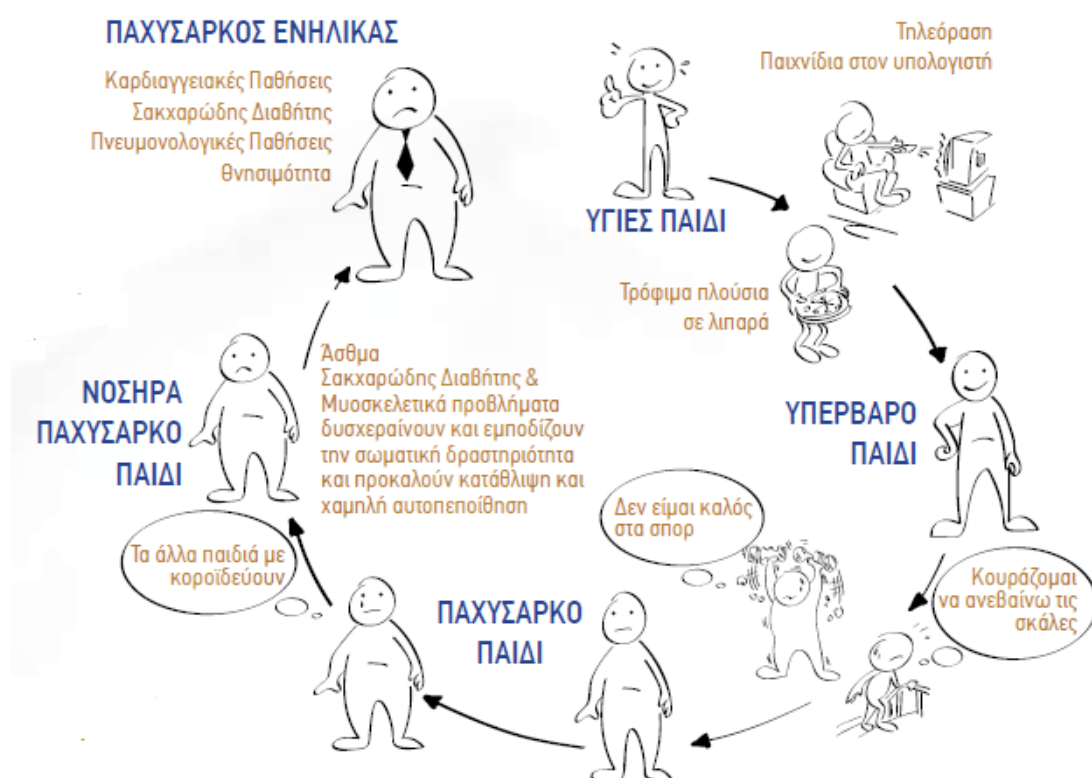 ΠΑΧΥΣΑΡΚΟΣ ΕΝΗΛΙΚΑΣ
Καρδιαγγειακές Παθήσεις
Σακχαρώδης Διαβήτης
Πνευμονολογικές Παθήσεις
Θνησιμότητα
Τηλεόραση
Παιχνίδια στον υπολογιστή
ΥΓΙΕΣ ΠΑΙΔΙ
Τρόφιμα πλούσια
σε λιπαρά
ΥΠΕΡΒΑΡΟ
ΠΑΙΔΙ
Κουράζομαι
να ανεβαίνω τις
σκάλες
Δεν είμαι καλός
στα σπορ
ΠΑΧΥΣΑΡΚΟ
ΠΑΙΔΙ
Τα άλλα παιδιά με
κοροϊδεύουν
ΝΟΣΗΡΑ
ΠΑΧΥΣΑΡΚΟ
ΠΑΙΔΙ
Άσθμα
Σακχαρώδης Διαβήτης &
Μυοσκελετικά προβλήματα
δυσχεραίνουν και εμποδίζουν
την σωματική δραστηριότητα
και προκαλούν κατάθλιψη και
χαμηλή αυτοπεποίθηση